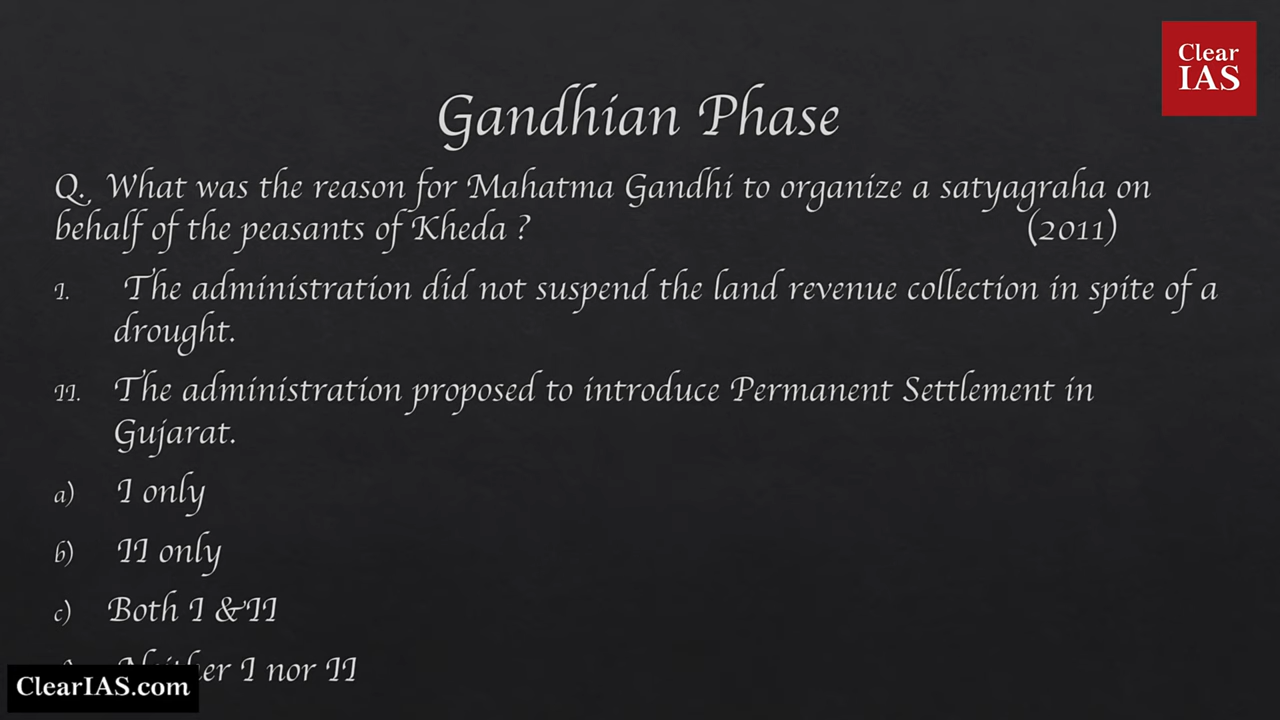 Clear
IAS
Gandhian Phase
Q. What was the reason for Mahatma Gandhi to organize a satyagraha on
behalf of the peasants of Kheda ? (2011)
I. The administration did not suspend the land revenue collection in spite of a
drought.
II. The administration proposed to introduce Permanent Settlement in
Gujarat.
a) I only
b) II only
c) Both I &II
Neither I nor II
ClearIAS.com